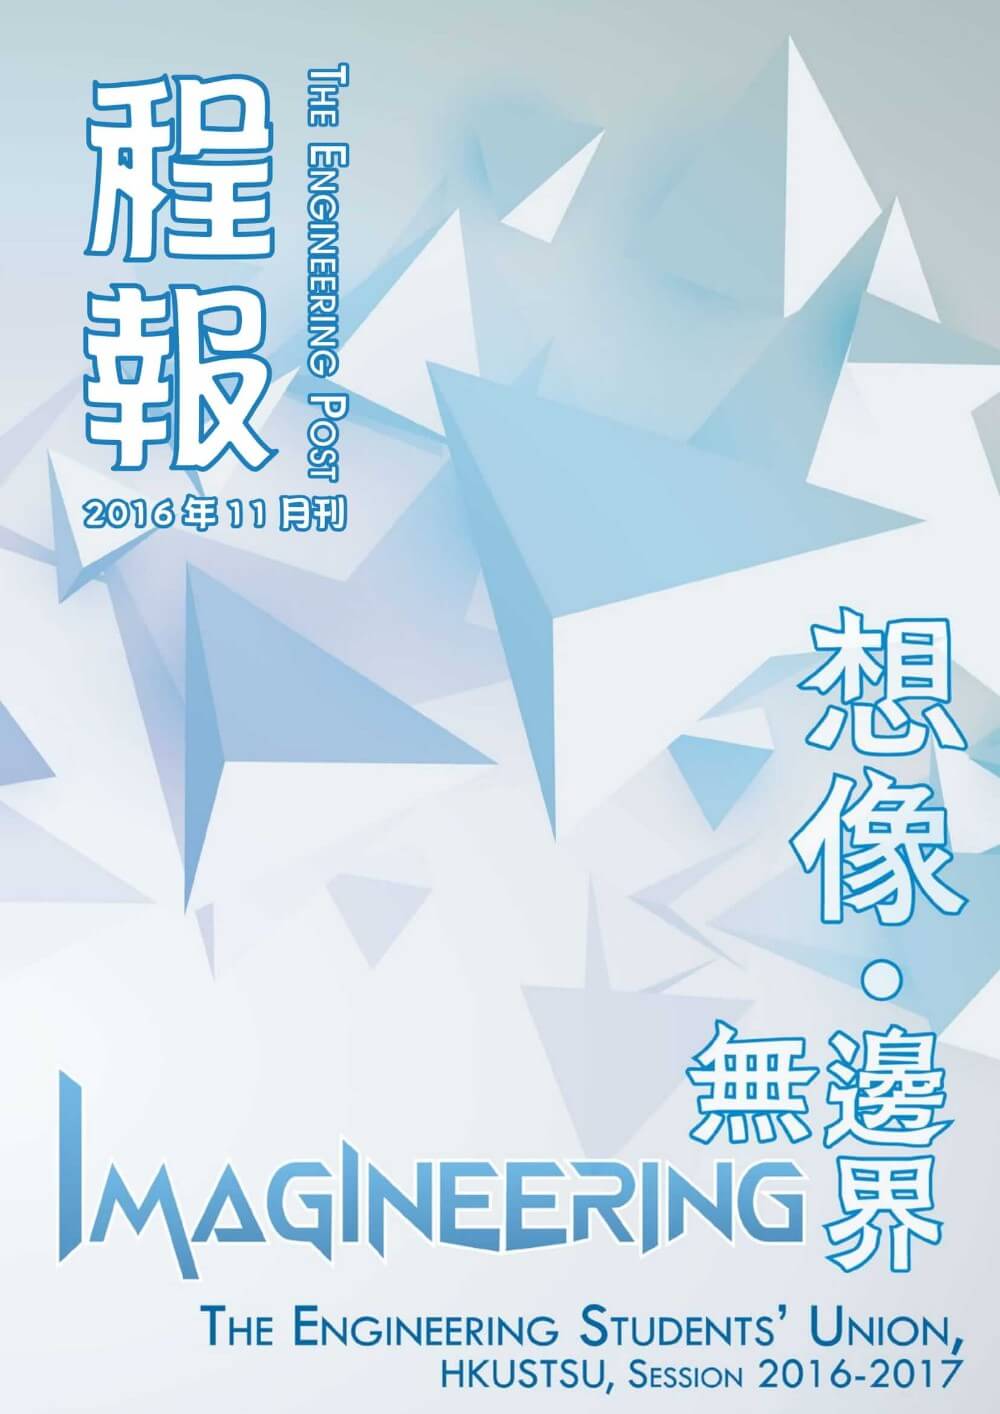 程報
THE ENGINEERING POST
2016年11月刊
想像・無邊界
IMAGINEERING
THE ENGINEERING STUDENTS' UNION,
HKUSTSU, SESSION 2016-2017